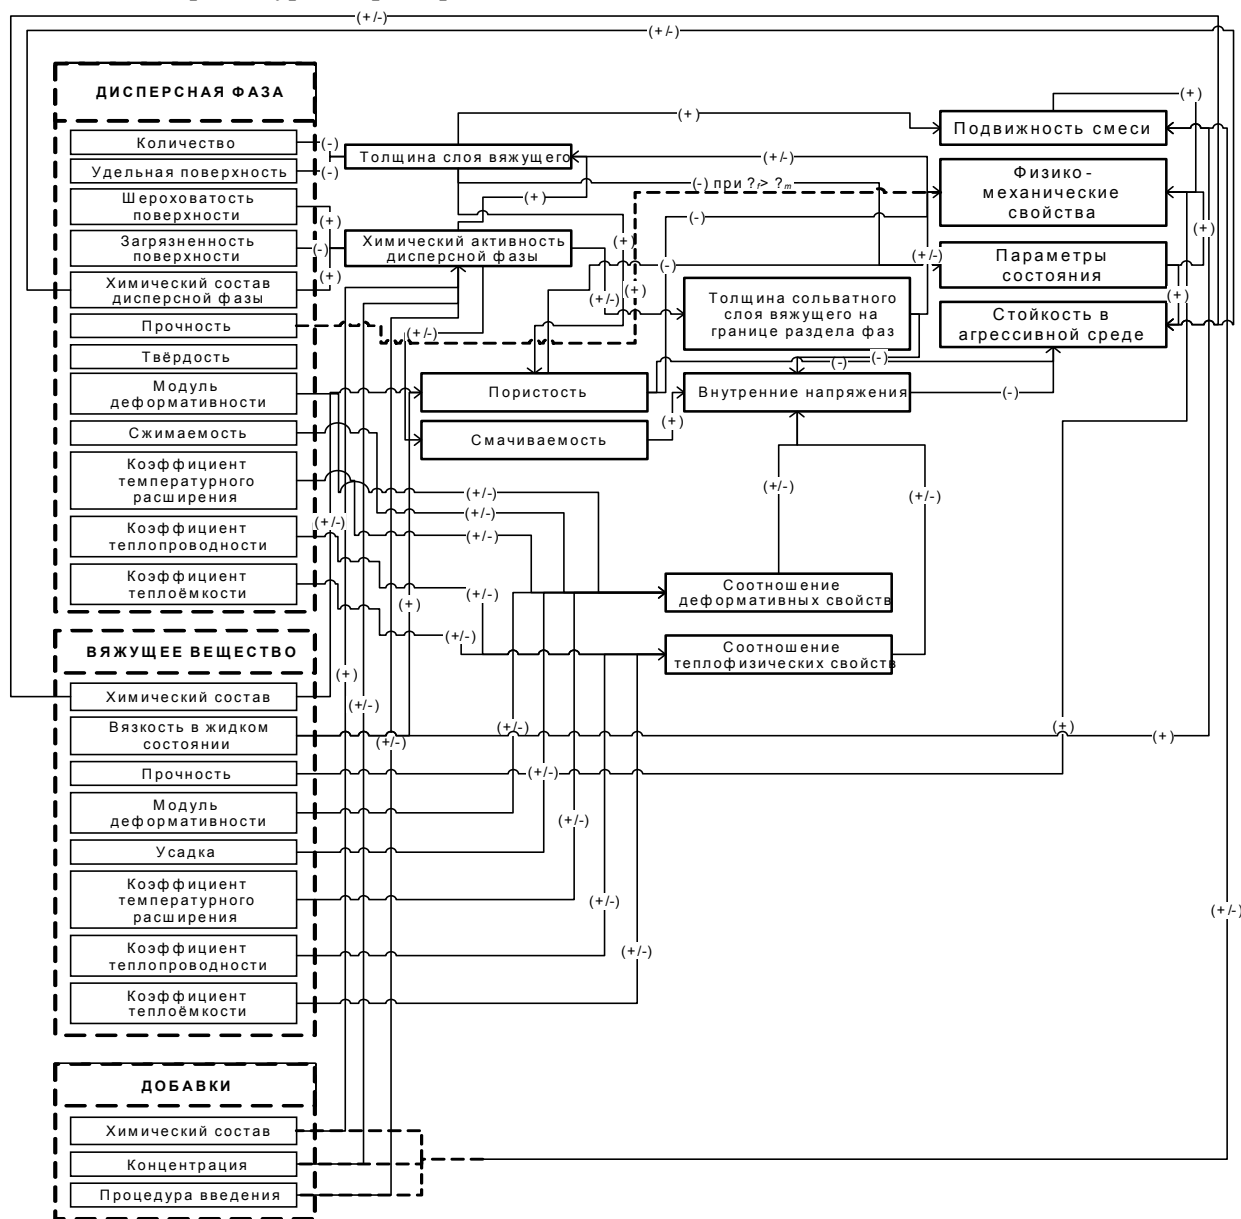 (+/-)
(+/-)
ДИСПЕРСНАЯ ФАЗА
Количество
(-)
Удельная поверхность
(-)
Шероховатость
поверхности
(+)
Загрязненность
поверхности
(-)
Химический состав
дисперсной фазы
(+)
Прочность
Твёрдость
Модуль
деформативности
Сжимаемость
Коэффициент
температурного
расширения
Коэффициент
теплопроводности
Коэффициент
теплоёмкости
Толщина слоя вяжущего
Химический активность
дисперсной фазы
(+)
(+/-)
(-) при ?f> ?m
(+)
(-)
(+)
(-)
(+/-)
(+)
(+/-)
(+/-)
Толщина сольватного
слоя вяжущего на
границе раздела фаз
Подвижность смеси
(+)
Физико-
механические
свойства
(+)
Параметры
состояния
(+)
Стойкость в
агрессивной среде
(-)
(-)
Пористость
Внутренние напряжения
(-)
Смачиваемость
(+)
(+/-)
(+/-)
(+/-)
(+/-)
(+/-)
(+/-)
(+/-)
(+/-)
(+)
Соотношение
деформативных свойств
Соотношение
теплофизических свойств
ВЯЖУЩЕЕ ВЕЩЕСТВО
Химический состав
Вязкость в жидком
состоянии
Прочность
Модуль
деформативности
Усадка
Коэффициент
температурного
расширения
Коэффициент
теплопроводности
Коэффициент
теплоёмкости
(+)
(+/-)
(+/-)
(+/-)
(+)
(+)
(+/-)
(+/-)
(+/-)
(+/-)
(+/-)
ДОБАВКИ
Химический состав
Концентрация
Процедура введения